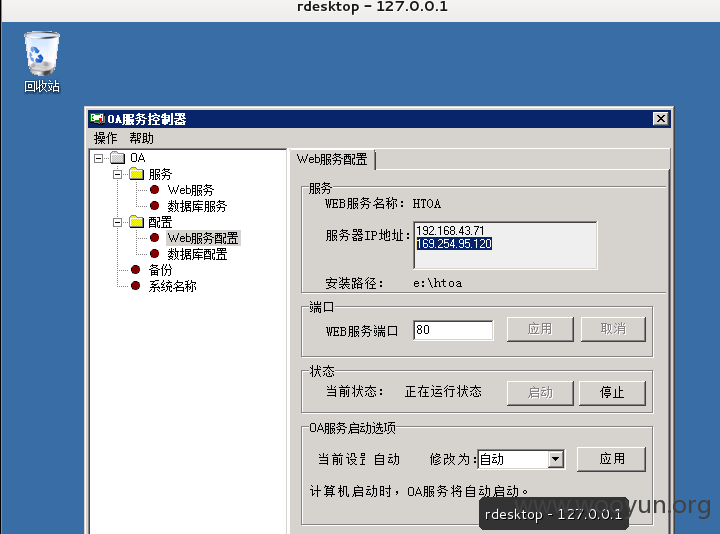 rdesktop - 127.0.0.1
回收站
OA服务控制器
操作 帮助
OA
服务
Web服务
数据库服务
配置
Web服务配置
数据库配置
备份
系统名称
Web服务配置
服务
WEB服务名称: HTOA
服务器IP地址:
192.168.43.71
169.254.95.120
安装路径: e:\htoa
端口
WEB服务端口 80 应用 取消
状态
当前状态: 正在运行状态 启动 停止
OA服务启动选项
当前设置 自动 修改为: 自动 应用
计算机启动时，OA服务将自动启动。
www.wooyun.org
rdesktop - 127.0.0.1